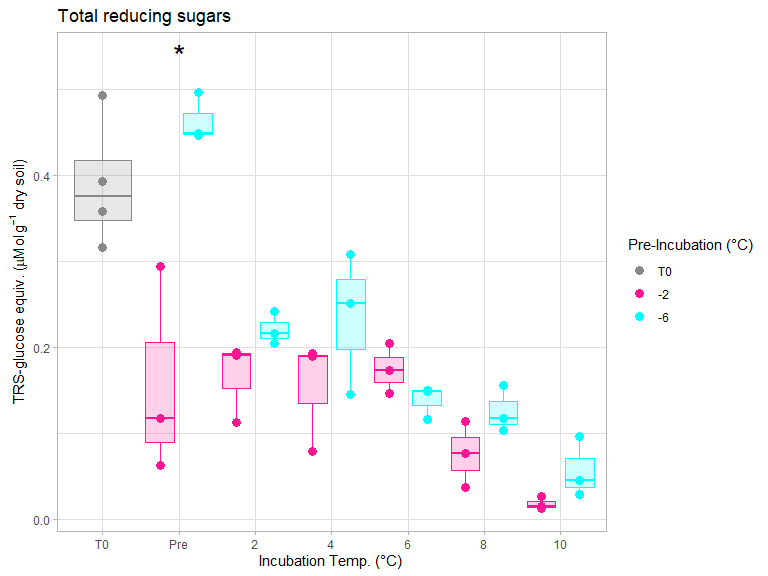 Total reducing sugars
*
TRS-glucose equiv. (μMol g⁻¹ dry soil)
0.4
0.2
0.0
T0 Pre 2 4 6 8 10
Incubation Temp. (°C)
Pre-Incubation (°C)
T0
-2
-6